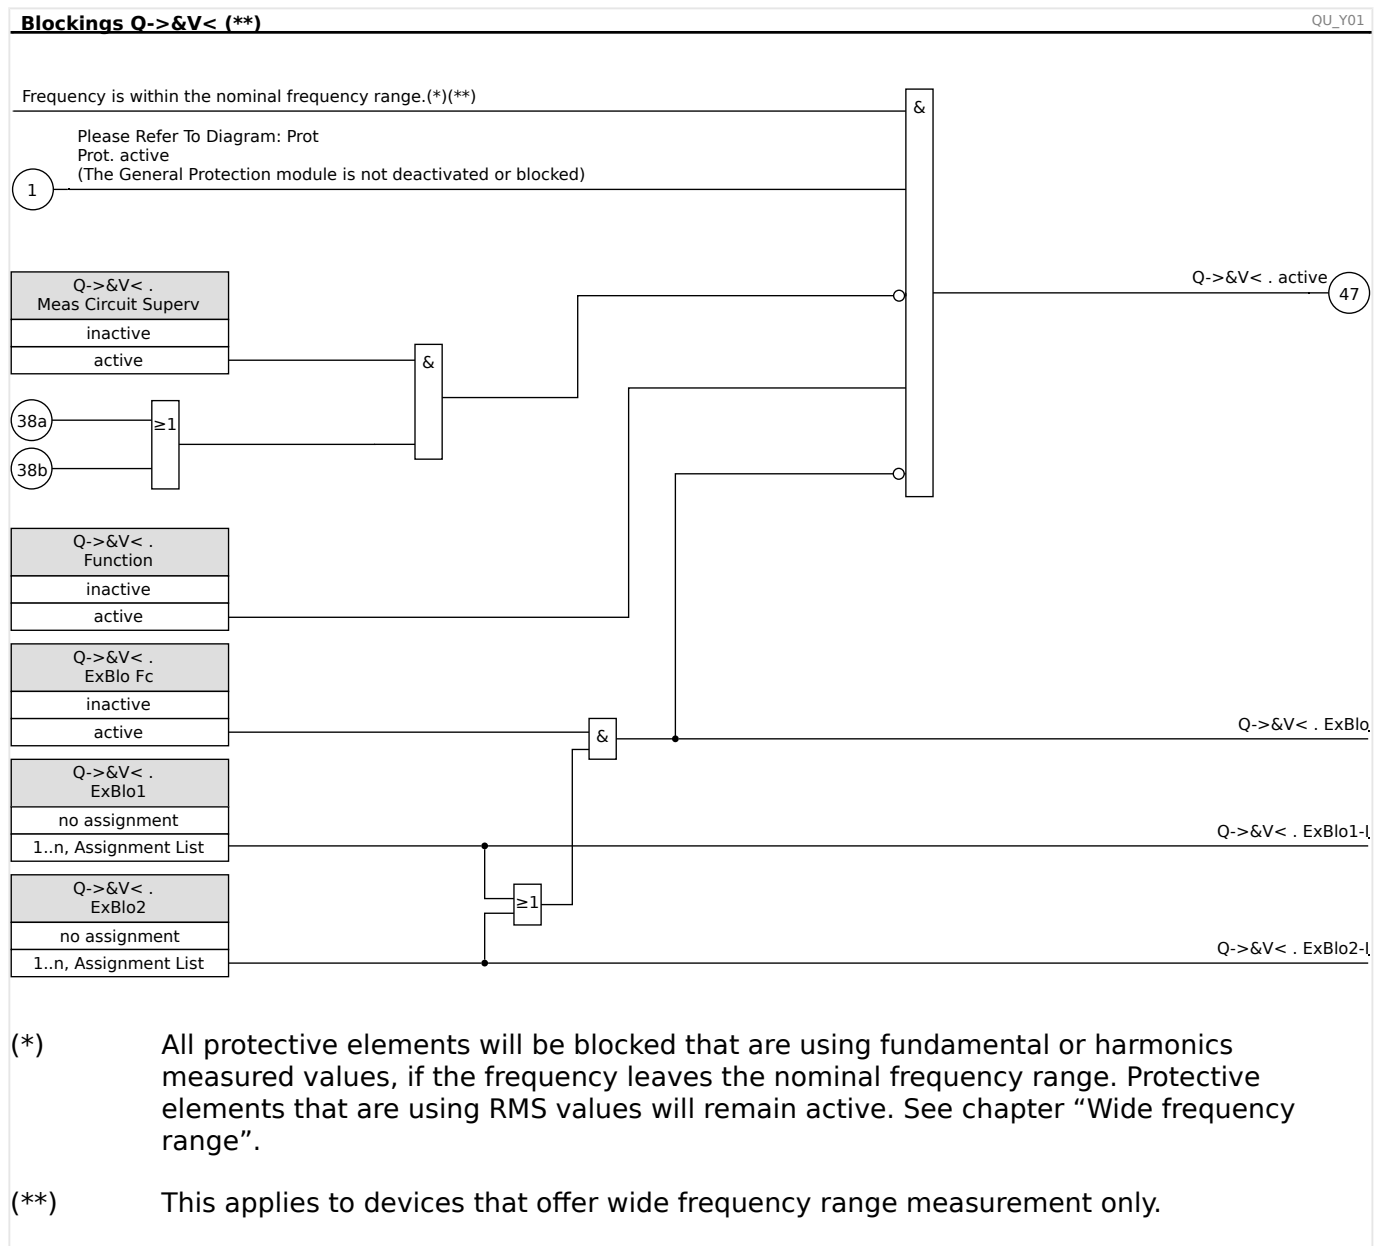 Blockings Q->&V< (**)
QU_Y01
Frequency is within the nominal frequency range.(*)(**)
&
Please Refer To Diagram: Prot
Prot. active
(The General Protection module is not deactivated or blocked)
1
Q->&V< . active
47
Q->&V< .
Meas Circuit Superv
inactive
active
&
38a
≥1
38b
Q->&V< .
Function
inactive
active
Q->&V< .
ExBlo Fc
inactive
active
&
Q->&V< . ExBlo
Q->&V< .
ExBlo1
no assignment
1..n, Assignment List
Q->&V< . ExBlo1-I
≥1
Q->&V< .
ExBlo2
no assignment
1..n, Assignment List
Q->&V< . ExBlo2-I
(*) All protective elements will be blocked that are using fundamental or harmonics
measured values, if the frequency leaves the nominal frequency range. Protective
elements that are using RMS values will remain active. See chapter “Wide frequency
range”.
(**) This applies to devices that offer wide frequency range measurement only.